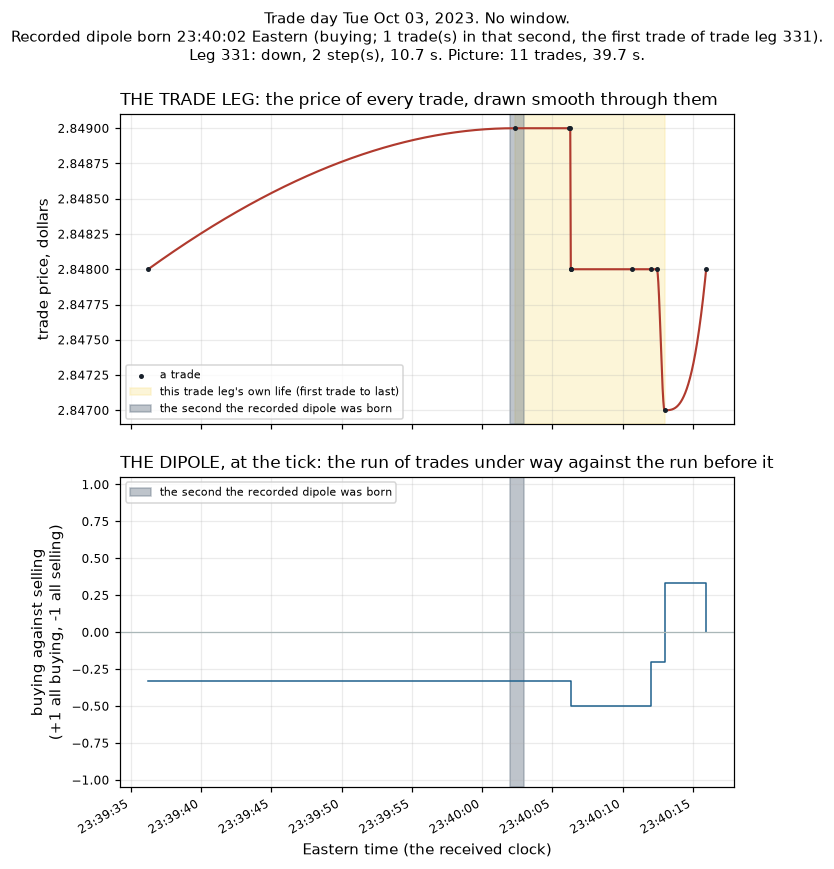 Trade day Tue Oct 03, 2023. No window.
Recorded dipole born 23:40:02 Eastern (buying; 1 trade(s) in that second, the first trade of trade leg 331).
Leg 331: down, 2 step(s), 10.7 s. Picture: 11 trades, 39.7 s.
THE TRADE LEG: the price of every trade, drawn smooth through them
trade price, dollars
2.84900
2.84875
2.84850
2.84825
2.84800
2.84775
2.84750
2.84725
2.84700
a trade
this trade leg's own life (first trade to last)
the second the recorded dipole was born
THE DIPOLE, at the tick: the run of trades under way against the run before it
buying against selling
(+1 all buying, -1 all selling)
1.00
0.75
0.50
0.25
0.00
−0.25
−0.50
−0.75
−1.00
the second the recorded dipole was born
23:39:35
23:39:40
23:39:45
23:39:50
23:39:55
23:40:00
23:40:05
23:40:10
23:40:15
Eastern time (the received clock)